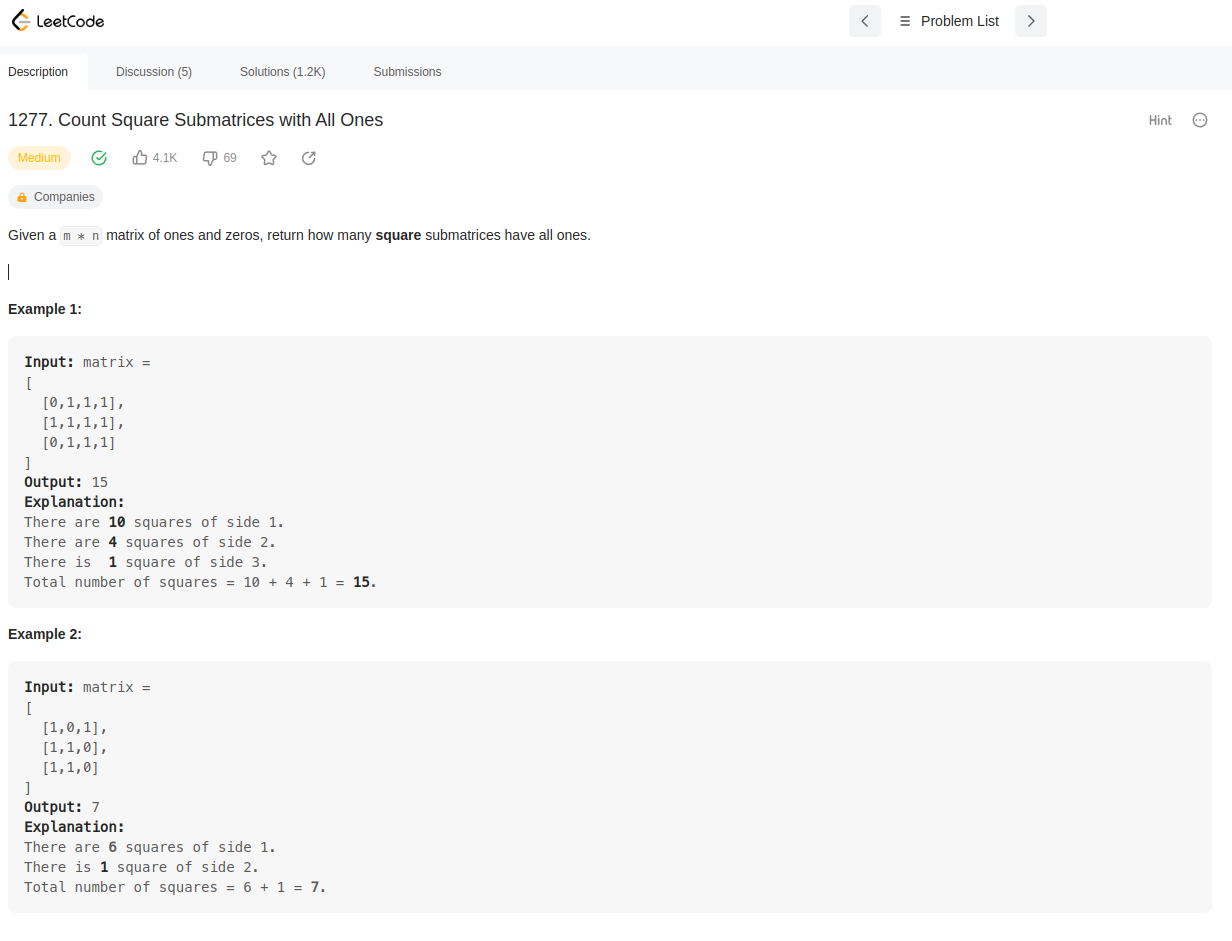 LeetCode
Problem List
Description Discussion (5) Solutions (1.2K) Submissions
1277. Count Square Submatrices with All Ones
Hint
Medium 4.1K 69
Companies
Given a m * n matrix of ones and zeros, return how many square submatrices have all ones.
Example 1:
Input: matrix =
[
  [0,1,1,1],
  [1,1,1,1],
  [0,1,1,1]
]
Output: 15
Explanation:
There are 10 squares of side 1.
There are 4 squares of side 2.
There is  1 square of side 3.
Total number of squares = 10 + 4 + 1 = 15.
Example 2:
Input: matrix =
[
  [1,0,1],
  [1,1,0],
  [1,1,0]
]
Output: 7
Explanation:
There are 6 squares of side 1.
There is 1 square of side 2.
Total number of squares = 6 + 1 = 7.